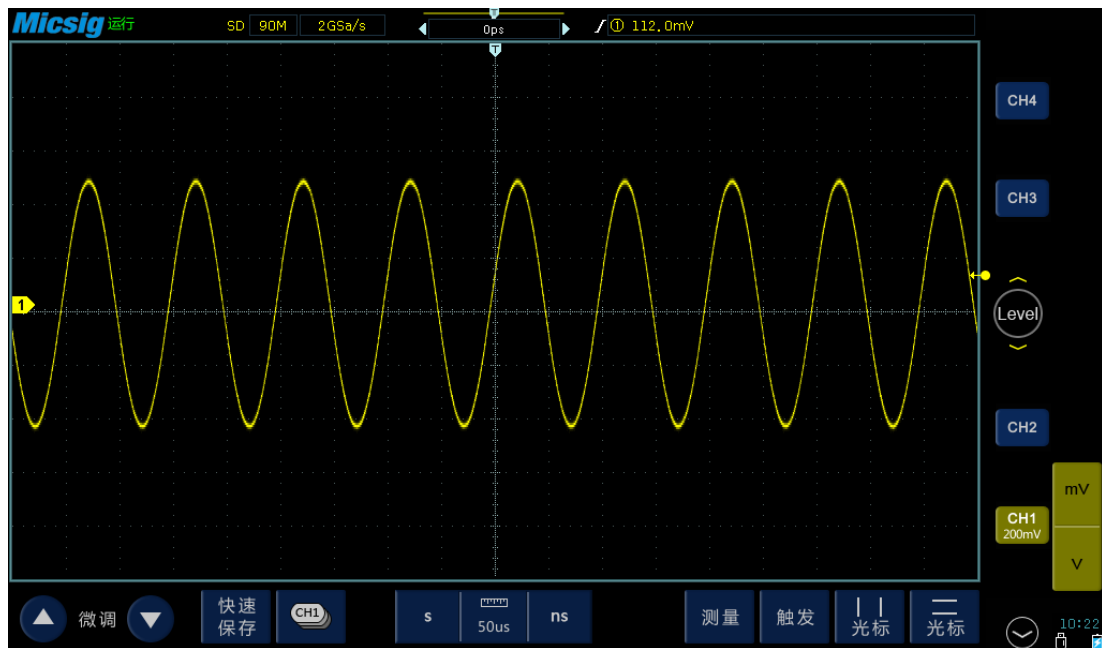 Micsig 运行 SD 90M 2GSa/s 0ps ① 112.0mV
T
T
CH4
CH3
1
Level
CH2
mV
CH1
200mV
V
微调
快速
保存
CH1
s
50us
ns
测量
触发
光标
光标
10:22